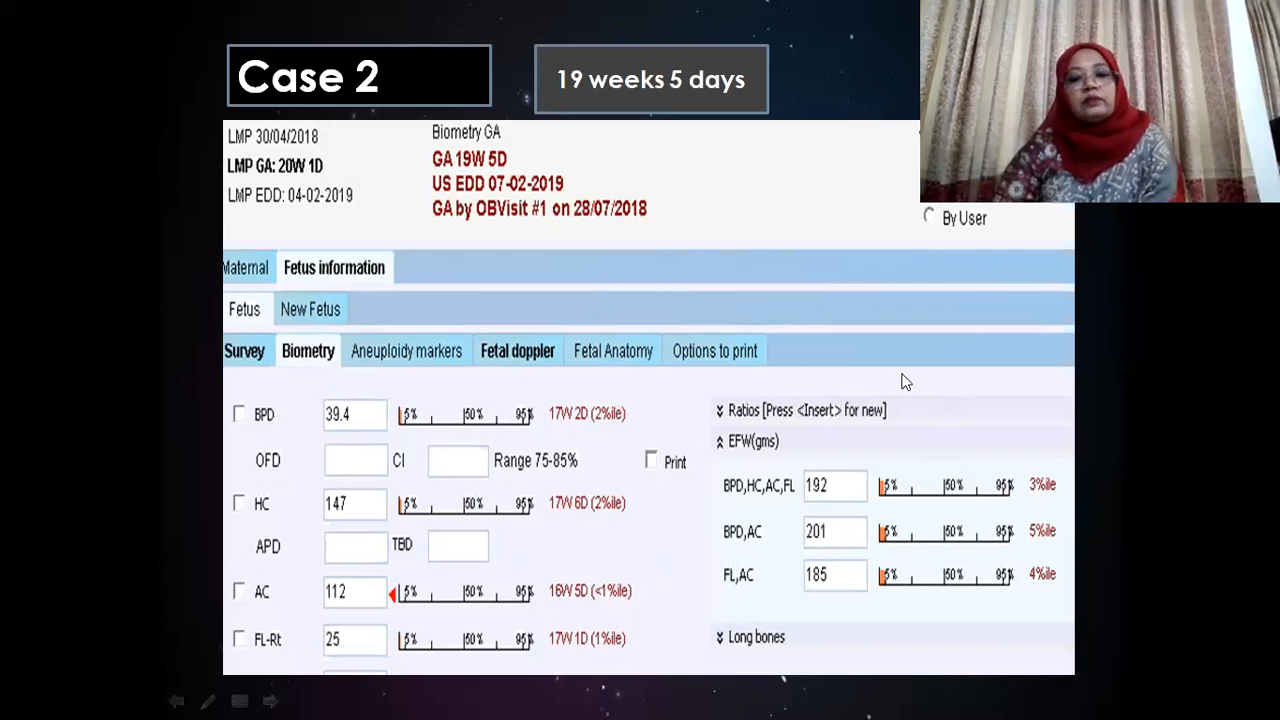 Case 2
19 weeks 5 days
LMP 30/04/2018
LMP GA: 20W 1D
LMP EDD: 04-02-2019
Biometry GA
GA 19W 5D
US EDD 07-02-2019
GA by OBVisit #1 on 28/07/2018
By User
Maternal
Fetus information
Fetus
New Fetus
Survey
Biometry
Aneuploidy markers
Fetal doppler
Fetal Anatomy
Options to print
BPD 39.4 5% 50% 95% 17W 2D (2%ile)
OFD CI Range 75-85% Print
HC 147 5% 50% 95% 17W 6D (2%ile)
APD TBD
AC 112 5% 50% 95% 16W 5D (<1%ile)
FL-Rt 25 5% 50% 95% 17W 1D (1%ile)
Ratios [Press <Insert> for new]
EFW(gms)
BPD,HC,AC,FL 192 5% 50% 95% 3%ile
BPD,AC 201 5% 50% 95% 5%ile
FL,AC 185 5% 50% 95% 4%ile
Long bones